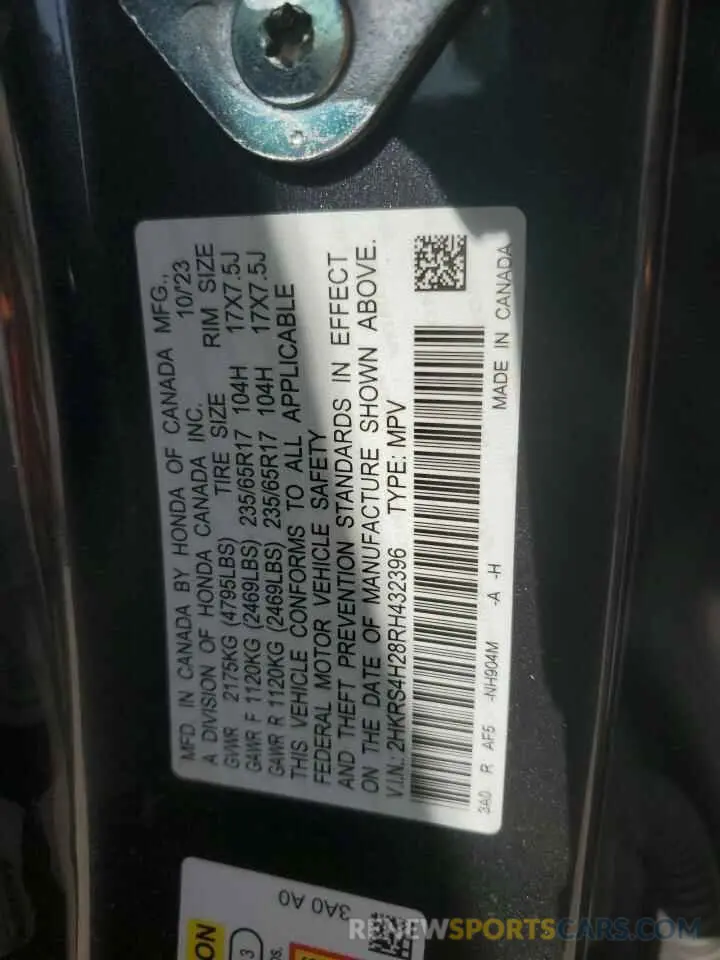 MFD. IN CANADA BY HONDA OF CANADA MFG.,
A DIVISION OF HONDA CANADA INC. 10/'23
GVWR 2175KG (4795LBS) TIRE SIZE RIM SIZE
GAWR F 1120KG (2469LBS) 235/65R17 104H 17X7.5J
GAWR R 1120KG (2469LBS) 235/65R17 104H 17X7.5J
THIS VEHICLE CONFORMS TO ALL APPLICABLE
FEDERAL MOTOR VEHICLE SAFETY
AND THEFT PREVENTION STANDARDS IN EFFECT
ON THE DATE OF MANUFACTURE SHOWN ABOVE.
V.I.N.: 2HKRS4H28RH432396 TYPE: MPV
3A0 R AF5 -NH904M -A -H MADE IN CANADA
3A0 A0
3
RENEWSPORTSCARS.COM